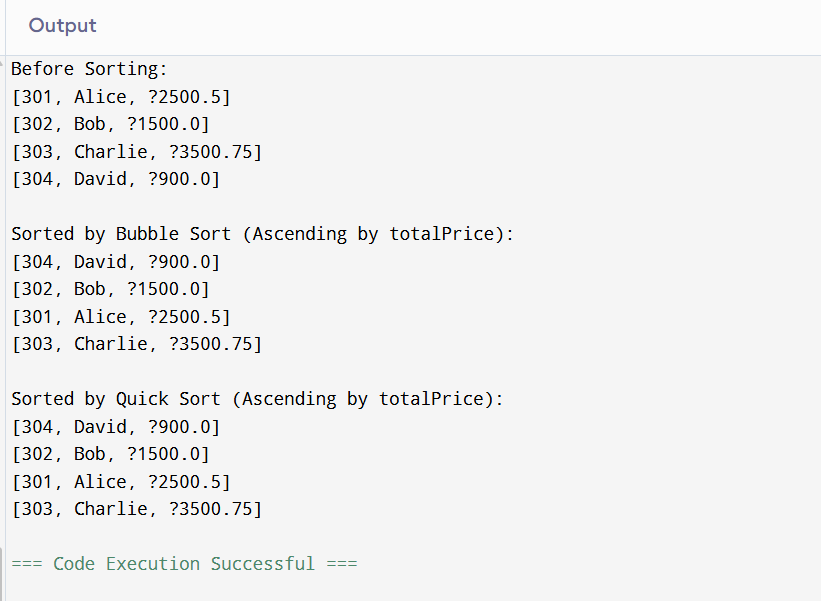 Output
Before Sorting:
[301, Alice, ?2500.5]
[302, Bob, ?1500.0]
[303, Charlie, ?3500.75]
[304, David, ?900.0]
Sorted by Bubble Sort (Ascending by totalPrice):
[304, David, ?900.0]
[302, Bob, ?1500.0]
[301, Alice, ?2500.5]
[303, Charlie, ?3500.75]
Sorted by Quick Sort (Ascending by totalPrice):
[304, David, ?900.0]
[302, Bob, ?1500.0]
[301, Alice, ?2500.5]
[303, Charlie, ?3500.75]
=== Code Execution Successful ===